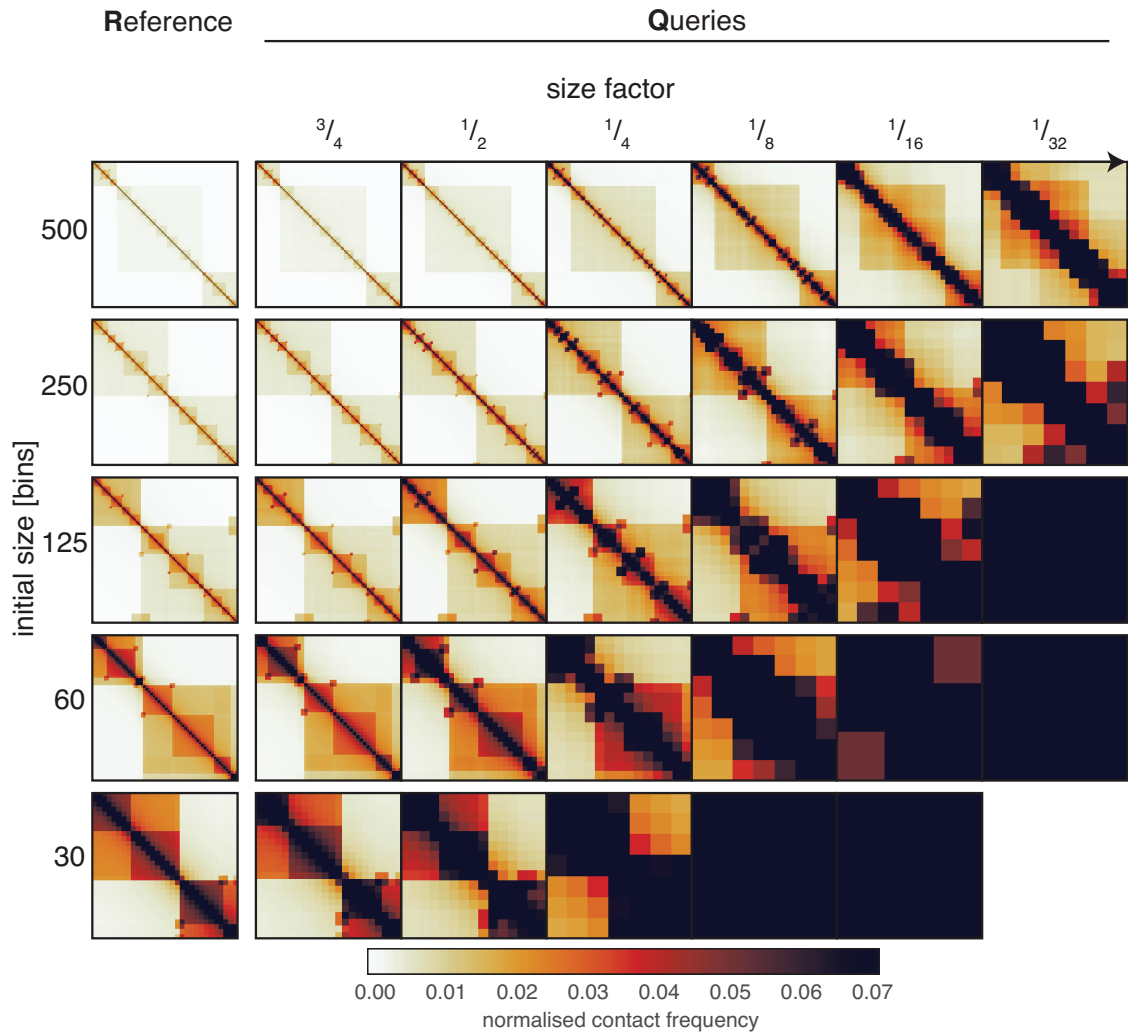 Reference
Queries
size factor
3/4 1/2 1/4 1/8 1/16 1/32
initial size [bins]
500
250
125
60
30
0.00 0.01 0.02 0.03 0.04 0.05 0.06 0.07
normalised contact frequency